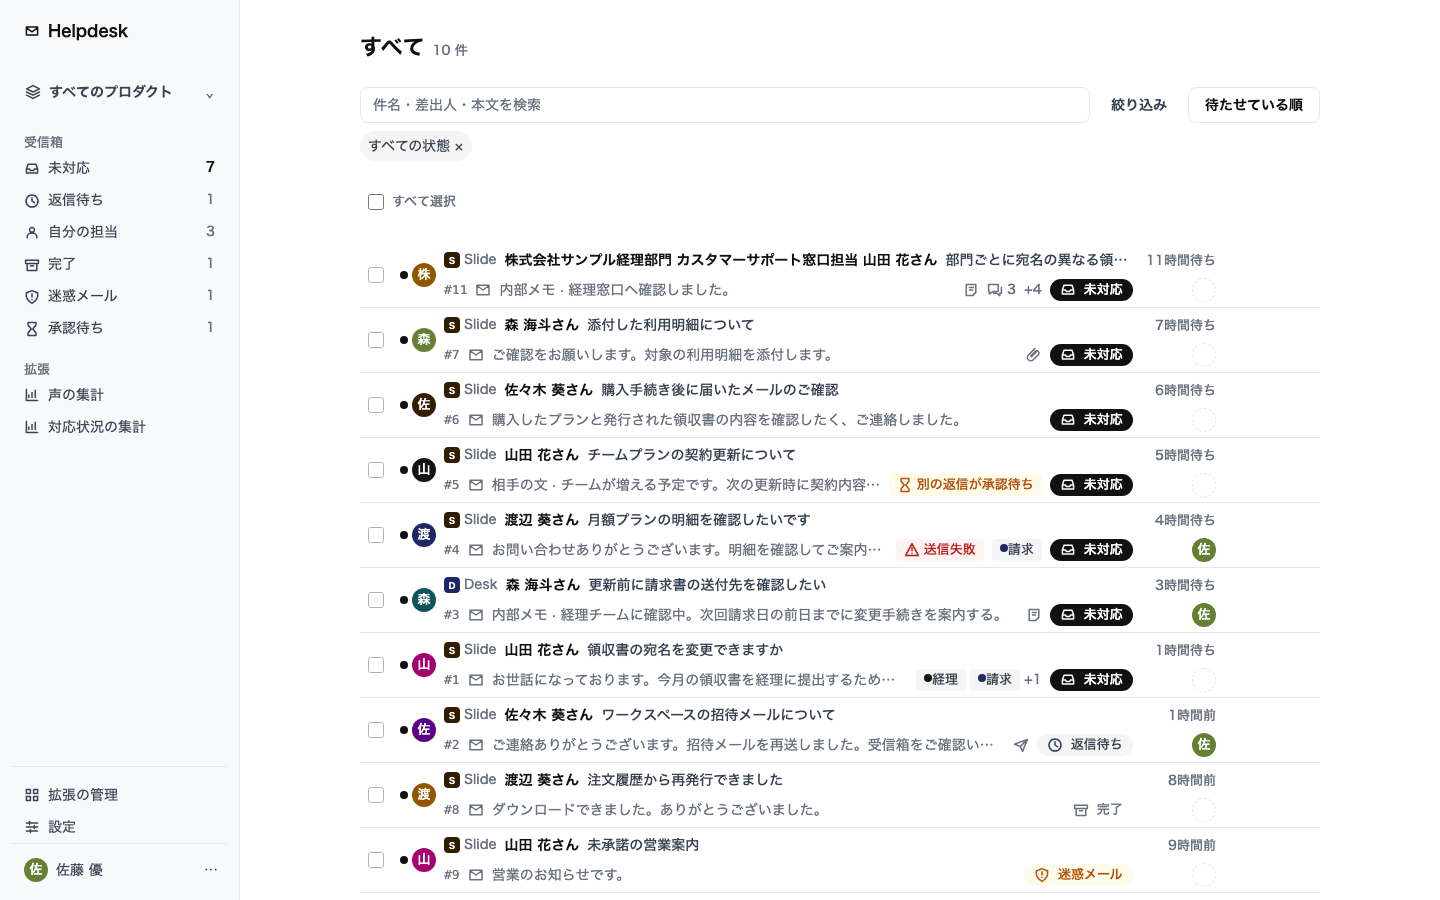 Helpdesk
すべてのプロダクト
受信箱
未対応 7
返信待ち 1
自分の担当 3
完了 1
迷惑メール 1
承認待ち 1
拡張
声の集計
対応状況の集計
拡張の管理
設定
佐 佐藤 優 …
すべて 10 件
件名・差出人・本文を検索 絞り込み 待たせている順
すべての状態 ×
すべて選択
株 S Slide 株式会社サンプル経理部門 カスタマーサポート窓口担当 山田 花さん 部門ごとに宛名の異なる領… 11時間待ち
#11 内部メモ · 経理窓口へ確認しました。 3 +4 未対応
森 S Slide 森 海斗さん 添付した利用明細について 7時間待ち
#7 ご確認をお願いします。対象の利用明細を添付します。 未対応
佐 S Slide 佐々木 葵さん 購入手続き後に届いたメールのご確認 6時間待ち
#6 購入したプランと発行された領収書の内容を確認したく、ご連絡しました。 未対応
山 S Slide 山田 花さん チームプランの契約更新について 5時間待ち
#5 相手の文 · チームが増える予定です。次の更新時に契約内容… 別の返信が承認待ち 未対応
渡 S Slide 渡辺 葵さん 月額プランの明細を確認したいです 4時間待ち
#4 お問い合わせありがとうございます。明細を確認してご案内… 送信失敗 請求 未対応 佐
森 D Desk 森 海斗さん 更新前に請求書の送付先を確認したい 3時間待ち
#3 内部メモ · 経理チームに確認中。次回請求日の前日までに変更手続きを案内する。 未対応 佐
山 S Slide 山田 花さん 領収書の宛名を変更できますか 1時間待ち
#1 お世話になっております。今月の領収書を経理に提出するため… 経理 請求 +1 未対応
佐 S Slide 佐々木 葵さん ワークスペースの招待メールについて 1時間前
#2 ご連絡ありがとうございます。招待メールを再送しました。受信箱をご確認い… 返信待ち 佐
渡 S Slide 渡辺 葵さん 注文履歴から再発行できました 8時間前
#8 ダウンロードできました。ありがとうございました。 完了
山 S Slide 山田 花さん 未承諾の営業案内 9時間前
#9 営業のお知らせです。 迷惑メール